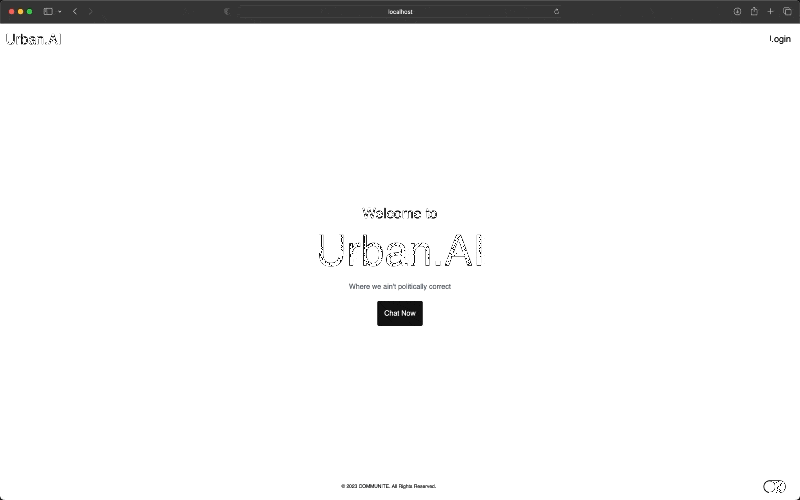 localhost
Urban.AI
Login
Welcome to
Urban.AI
Where we ain't politically correct
Chat Now
© 2023 COMMUNITE. All Rights Reserved.